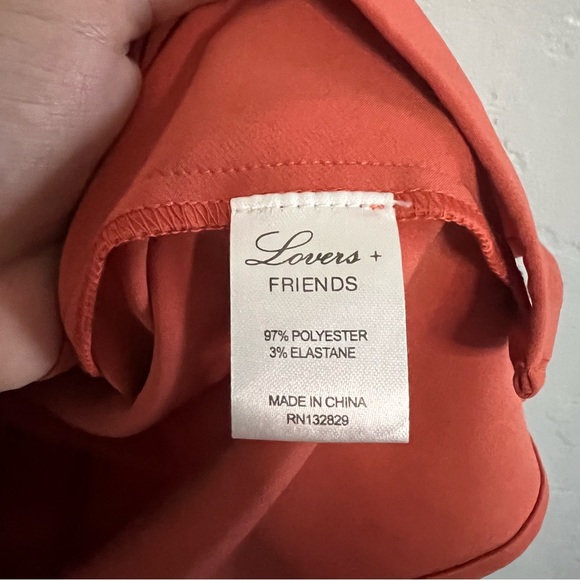 Lovers +
FRIENDS
97% POLYESTER
3% ELASTANE
MADE IN CHINA
RN132829